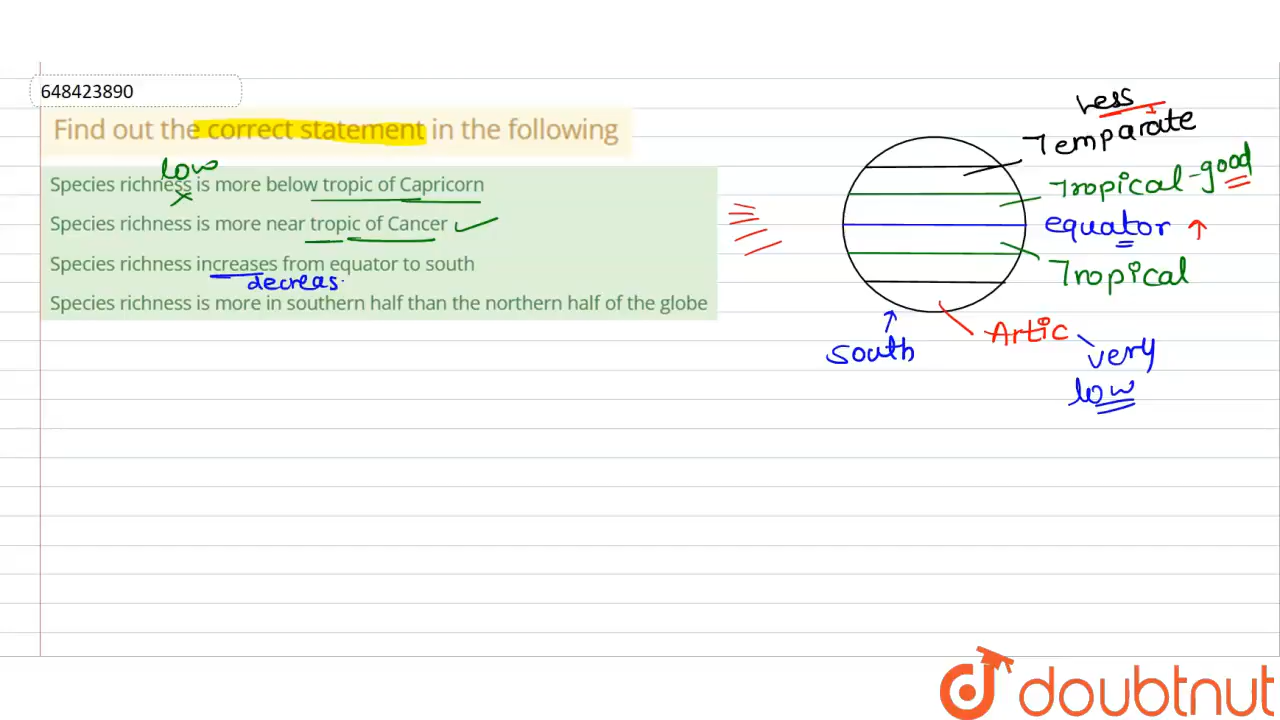 648423890
Find out the correct statement in the following
low
Species richness is more below tropic of Capricorn
Species richness is more near tropic of Cancer
Species richness increases from equator to south
decreas
Species richness is more in southern half than the northern half of the globe
Less
Temparate
Tropical - good
equator
Tropical
Artic
very
low
south
doubtnut